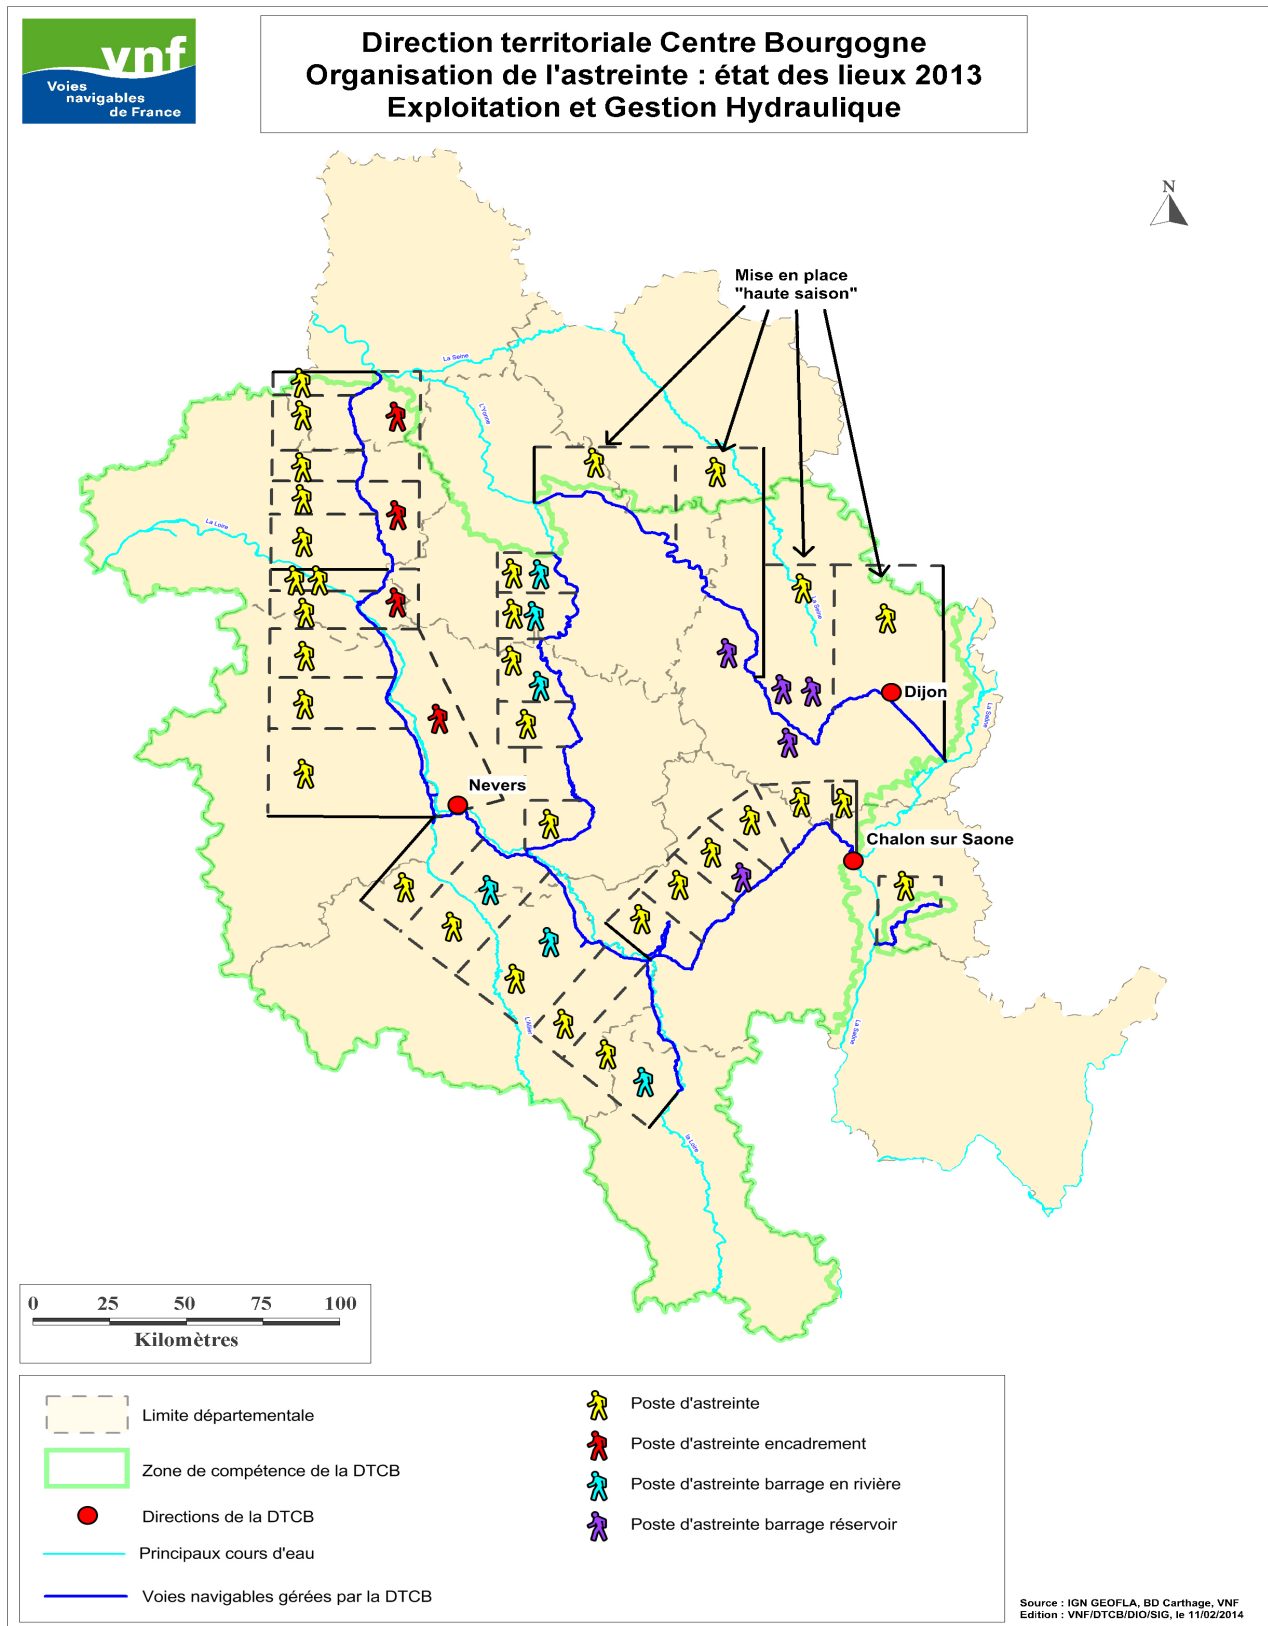 vnf
Voies
navigables
de France
Direction territoriale Centre Bourgogne
Organisation de l'astreinte : état des lieux 2013
Exploitation et Gestion Hydraulique
N
Mise en place
"haute saison"
La Seine
L'Yonne
La Loire
La Seine
Dijon
La Saône
Nevers
Chalon sur Saone
L'Allier
La Saône
la Loire
0 25 50 75 100
Kilomètres
Limite départementale
Zone de compétence de la DTCB
Directions de la DTCB
Principaux cours d'eau
Voies navigables gérées par la DTCB
Poste d'astreinte
Poste d'astreinte encadrement
Poste d'astreinte barrage en rivière
Poste d'astreinte barrage réservoir
Source : IGN GEOFLA, BD Carthage, VNF
Edition : VNF/DTCB/DIO/SIG, le 11/02/2014